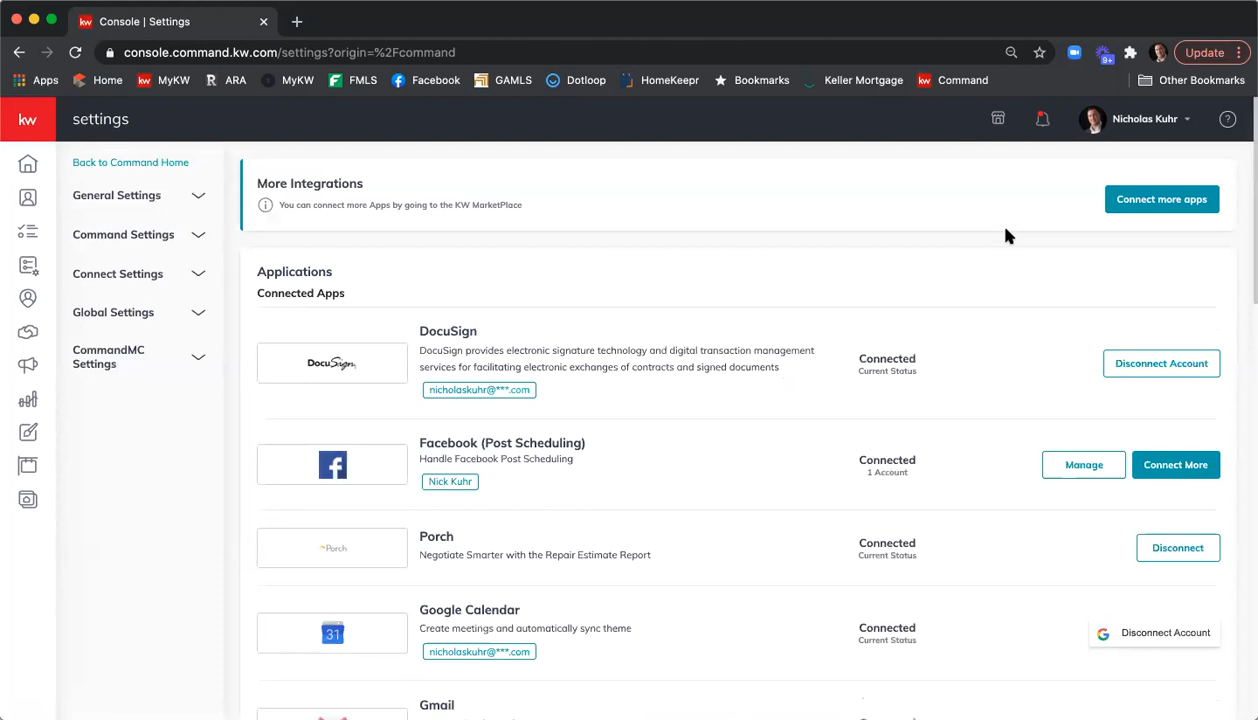 Console | Settings
console.command.kw.com/settings?origin=%2Fcommand
9+
Update
Apps
Home
kw MyKW
R ARA
MyKW
FMLS
Facebook
GAMLS
Dotloop
HomeKeepr
Bookmarks
Keller Mortgage
kw Command
Other Bookmarks
kw
settings
Nicholas Kuhr
Back to Command Home
General Settings
Command Settings
Connect Settings
Global Settings
CommandMC
Settings
More Integrations
You can connect more Apps by going to the KW MarketPlace
Connect more apps
Applications
Connected Apps
DocuSign
DocuSign
DocuSign provides electronic signature technology and digital transaction management
services for facilitating electronic exchanges of contracts and signed documents
nicholaskuhr@***.com
Connected
Current Status
Disconnect Account
Facebook (Post Scheduling)
Handle Facebook Post Scheduling
Nick Kuhr
Connected
1 Account
Manage
Connect More
Porch
Porch
Negotiate Smarter with the Repair Estimate Report
Connected
Current Status
Disconnect
31
Google Calendar
Create meetings and automatically sync theme
nicholaskuhr@***.com
Connected
Current Status
Disconnect Account
Gmail